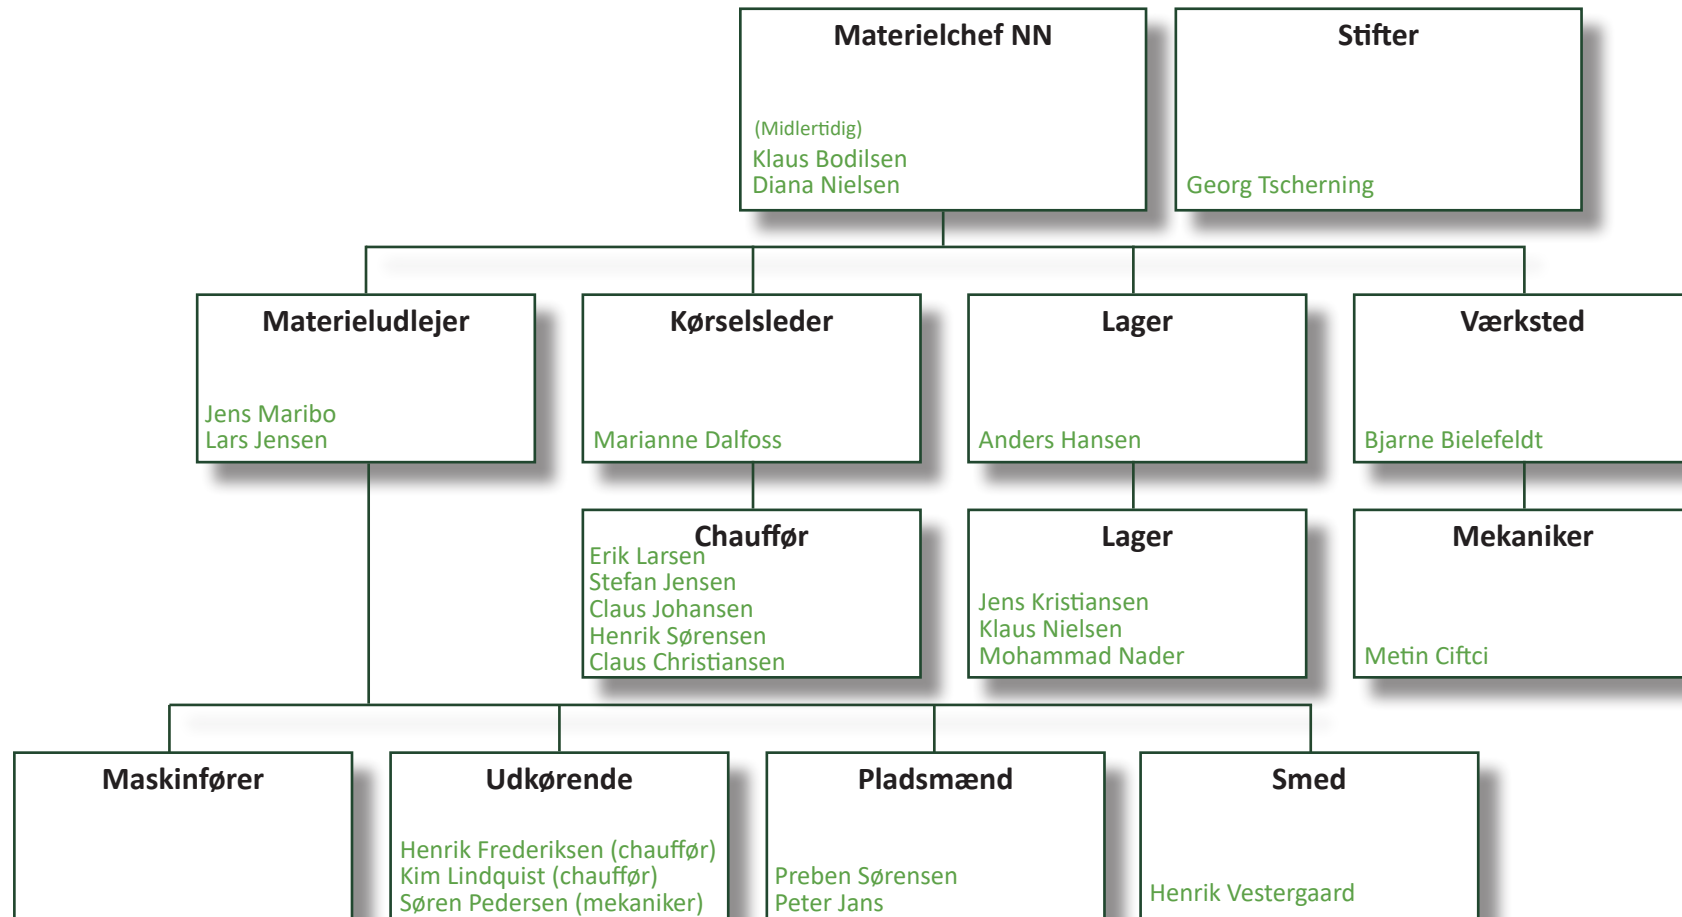 Materielchef NN
(Midlertidig)
Klaus Bodilsen
Diana Nielsen
Stifter
Georg Tscherning
Materieludlejer
Jens Maribo
Lars Jensen
Kørselsleder
Marianne Dalfoss
Lager
Anders Hansen
Værksted
Bjarne Bielefeldt
Chauffør
Erik Larsen
Stefan Jensen
Claus Johansen
Henrik Sørensen
Claus Christiansen
Lager
Jens Kristiansen
Klaus Nielsen
Mohammad Nader
Mekaniker
Metin Ciftci
Maskinfører
Udkørende
Henrik Frederiksen (chauffør)
Kim Lindquist (chauffør)
Søren Pedersen (mekaniker)
Pladsmænd
Preben Sørensen
Peter Jans
Smed
Henrik Vestergaard